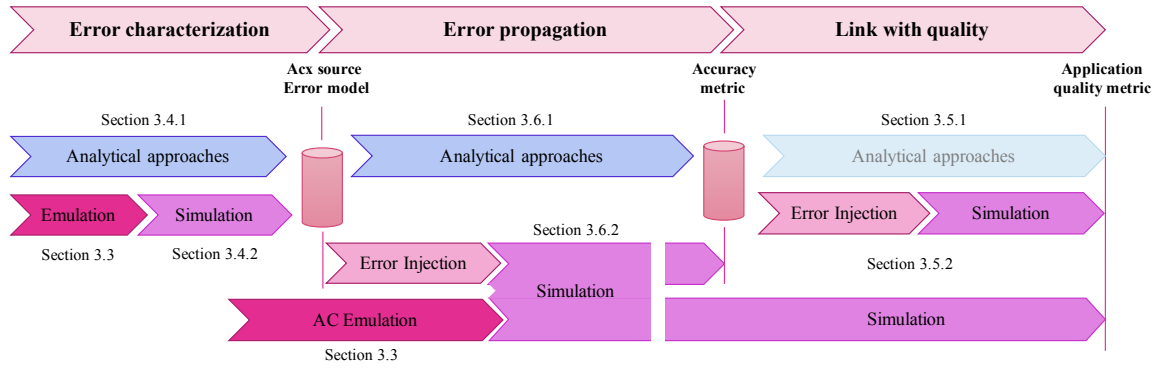 Error characterization
Error propagation
Link with quality
Acx source
Error model
Accuracy
metric
Application
quality metric
Section 3.4.1
Section 3.6.1
Section 3.5.1
Analytical approaches
Analytical approaches
Analytical approaches
Emulation
Simulation
Error Injection
Simulation
Section 3.3
Section 3.4.2
Section 3.6.2
Section 3.5.2
Error Injection
Simulation
AC Emulation
Simulation
Section 3.3